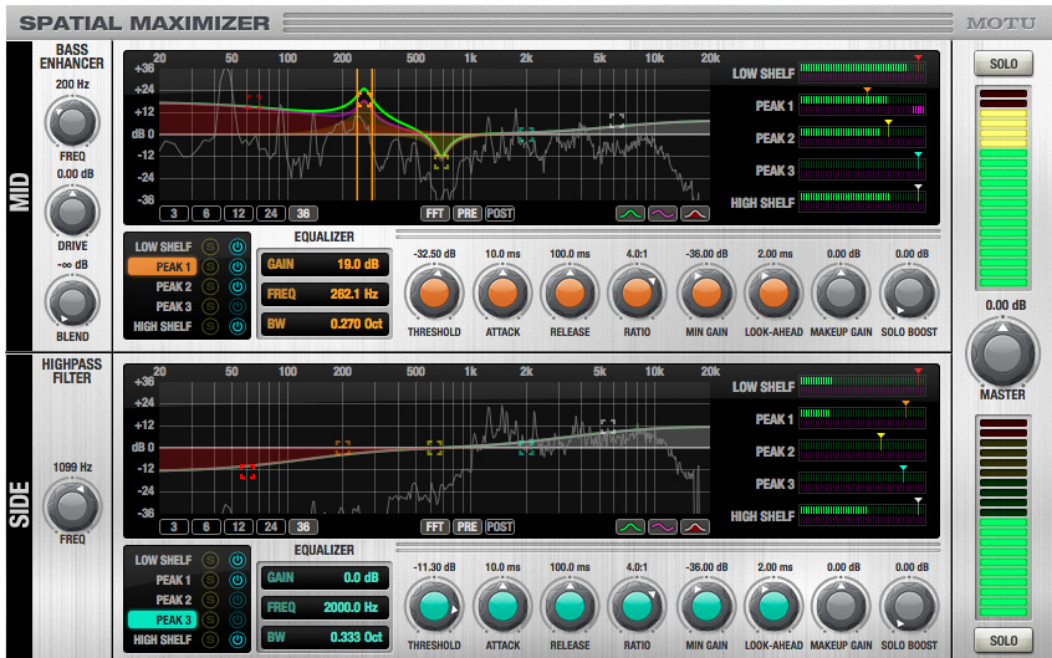 SPATIAL MAXIMIZER
MOTU
MID
BASS
ENHANCER
200 Hz
FREQ
0.00 dB
DRIVE
-∞ dB
BLEND
20 50 100 200 500 1k 2k 5k 10k 20k
+36
+24
+12
dB 0
-12
-24
-36
3 6 12 24 36
FFT PRE POST
LOW SHELF
PEAK 1
PEAK 2
PEAK 3
HIGH SHELF
LOW SHELF S
PEAK 1 S
PEAK 2 S
PEAK 3 S
HIGH SHELF S
EQUALIZER
GAIN 19.0 dB
FREQ 262.1 Hz
BW 0.270 Oct
-32.50 dB 10.0 ms 100.0 ms 4.0:1 -36.00 dB 2.00 ms 0.00 dB 0.00 dB
THRESHOLD ATTACK RELEASE RATIO MIN GAIN LOOK-AHEAD MAKEUP GAIN SOLO BOOST
SOLO
0.00 dB
MASTER
SOLO
SIDE
HIGHPASS
FILTER
1099 Hz
FREQ
20 50 100 200 500 1k 2k 5k 10k 20k
+36
+24
+12
dB 0
-12
-24
-36
3 6 12 24 36
FFT PRE POST
LOW SHELF
PEAK 1
PEAK 2
PEAK 3
HIGH SHELF
LOW SHELF S
PEAK 1 S
PEAK 2 S
PEAK 3 S
HIGH SHELF S
EQUALIZER
GAIN 0.0 dB
FREQ 2000.0 Hz
BW 0.333 Oct
-11.30 dB 10.0 ms 100.0 ms 4.0:1 -36.00 dB 2.00 ms 0.00 dB 0.00 dB
THRESHOLD ATTACK RELEASE RATIO MIN GAIN LOOK-AHEAD MAKEUP GAIN SOLO BOOST